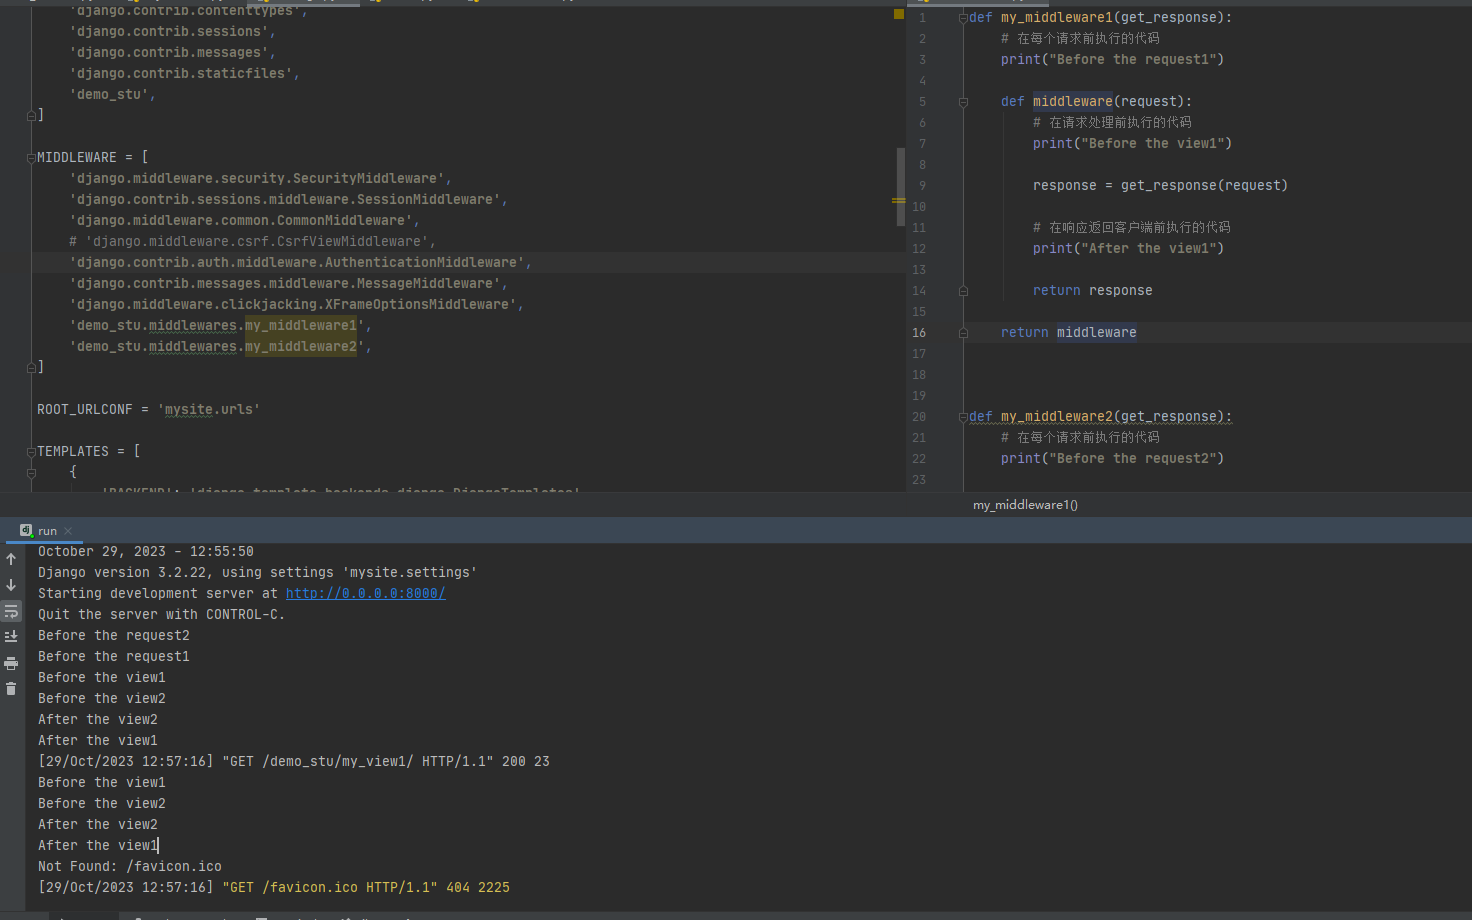 'django.contrib.contenttypes',
'django.contrib.sessions',
'django.contrib.messages',
'django.contrib.staticfiles',
'demo_stu',
]
MIDDLEWARE = [
'django.middleware.security.SecurityMiddleware',
'django.contrib.sessions.middleware.SessionMiddleware',
'django.middleware.common.CommonMiddleware',
# 'django.middleware.csrf.CsrfViewMiddleware',
'django.contrib.auth.middleware.AuthenticationMiddleware',
'django.contrib.messages.middleware.MessageMiddleware',
'django.middleware.clickjacking.XFrameOptionsMiddleware',
'demo_stu.middlewares.my_middleware1',
'demo_stu.middlewares.my_middleware2',
]
ROOT_URLCONF = 'mysite.urls'
TEMPLATES = [
{
'BACKEND': 'django.template.backends.django.DjangoTemplates',
1 def my_middleware1(get_response):
2 # 在每个请求前执行的代码
3 print("Before the request1")
4
5 def middleware(request):
6 # 在请求处理前执行的代码
7 print("Before the view1")
8
9 response = get_response(request)
10
11 # 在响应返回客户端前执行的代码
12 print("After the view1")
13
14 return response
15
16 return middleware
17
18
19
20 def my_middleware2(get_response):
21 # 在每个请求前执行的代码
22 print("Before the request2")
23
my_middleware1()
run
October 29, 2023 - 12:55:50
Django version 3.2.22, using settings 'mysite.settings'
Starting development server at http://0.0.0.0:8000/
Quit the server with CONTROL-C.
Before the request2
Before the request1
Before the view1
Before the view2
After the view2
After the view1
[29/Oct/2023 12:57:16] "GET /demo_stu/my_view1/ HTTP/1.1" 200 23
Before the view1
Before the view2
After the view2
After the view1
Not Found: /favicon.ico
[29/Oct/2023 12:57:16] "GET /favicon.ico HTTP/1.1" 404 2225